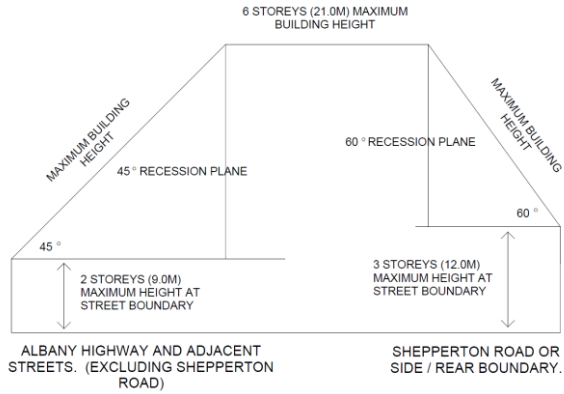 6 STOREYS (21.0M) MAXIMUM
BUILDING HEIGHT
MAXIMUM BUILDING
HEIGHT
MAXIMUM BUILDING
HEIGHT
45° RECESSION PLANE
60° RECESSION PLANE
45°
60°
2 STOREYS (9.0M)
MAXIMUM HEIGHT AT
STREET BOUNDARY
3 STOREYS (12.0M)
MAXIMUM HEIGHT AT
STREET BOUNDARY
ALBANY HIGHWAY AND ADJACENT
STREETS. (EXCLUDING SHEPPERTON
ROAD)
SHEPPERTON ROAD OR
SIDE / REAR BOUNDARY.